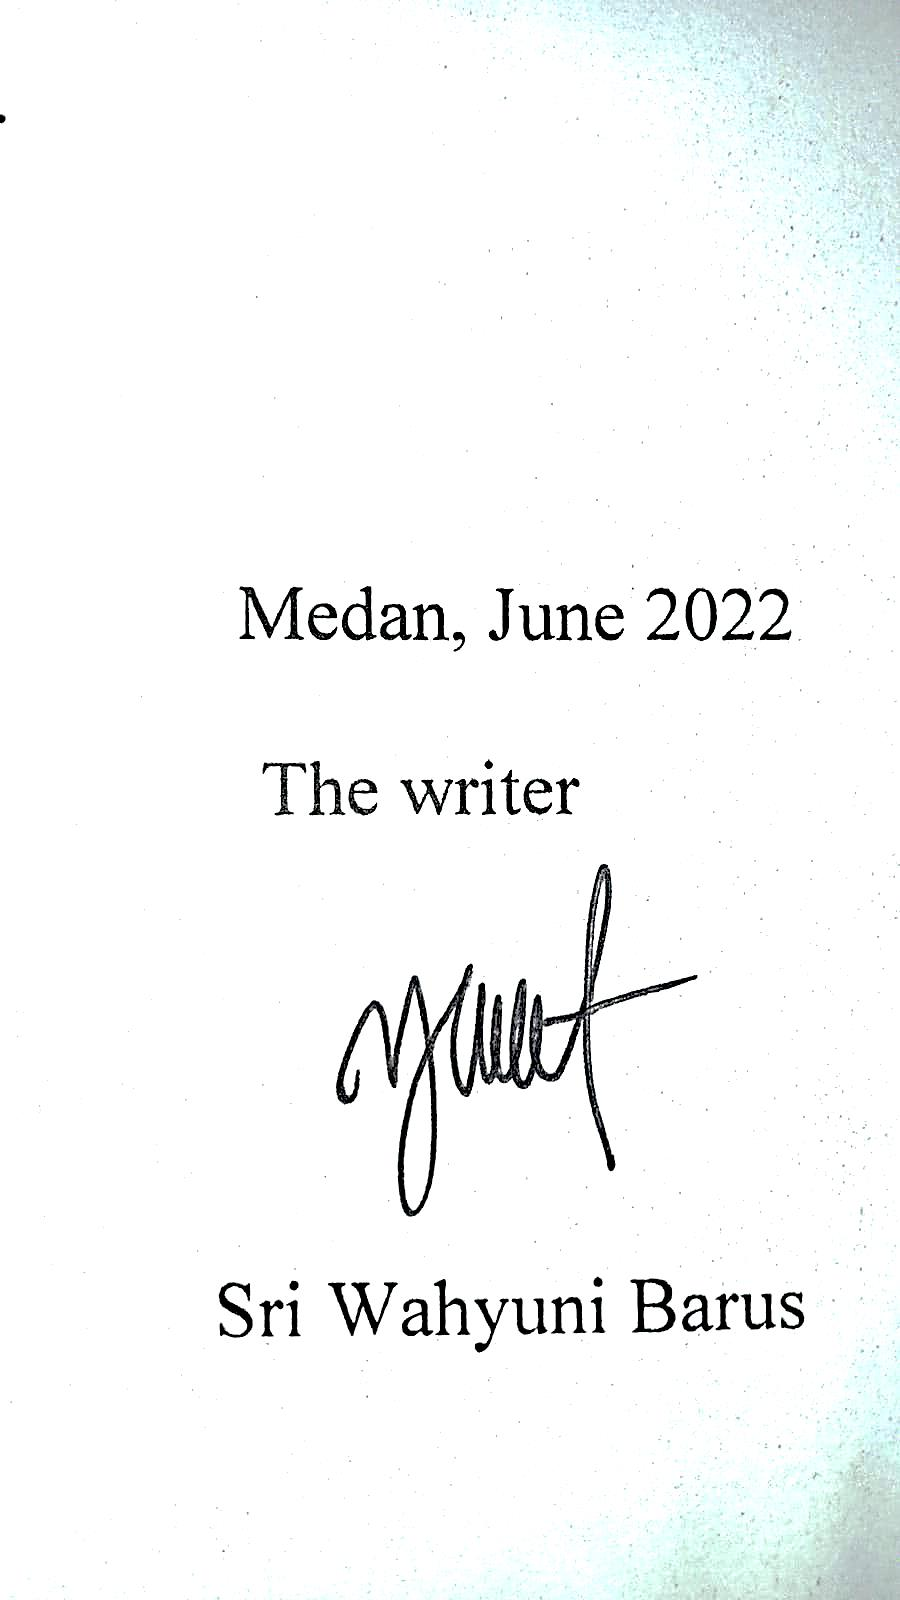 Medan, June 2022
The writer
Sri Wahyuni Barus